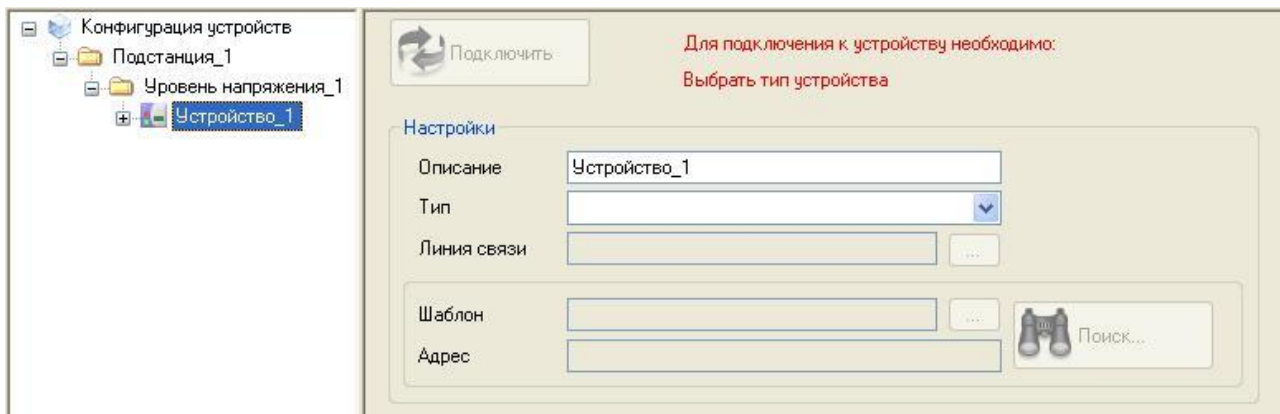 Конфигурация устройств
Подстанция_1
Уровень напряжения_1
Устройство_1
Подключить
Для подключения к устройству необходимо:
Выбрать тип устройства
Настройки
Описание
Устройство_1
Тип
Линия связи
...
Шаблон
...
Поиск...
Адрес